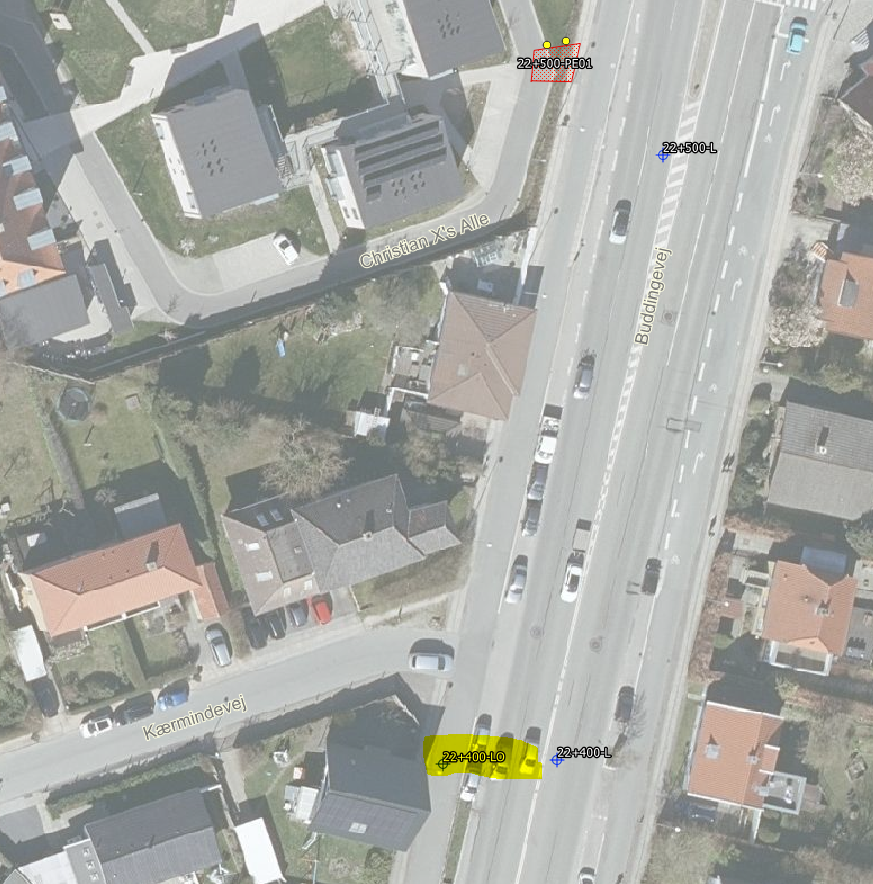 22+500-PE01
22+500-L
Christian X's Alle
Buddingevej
Kærmindevej
22+400-LO
22+400-L